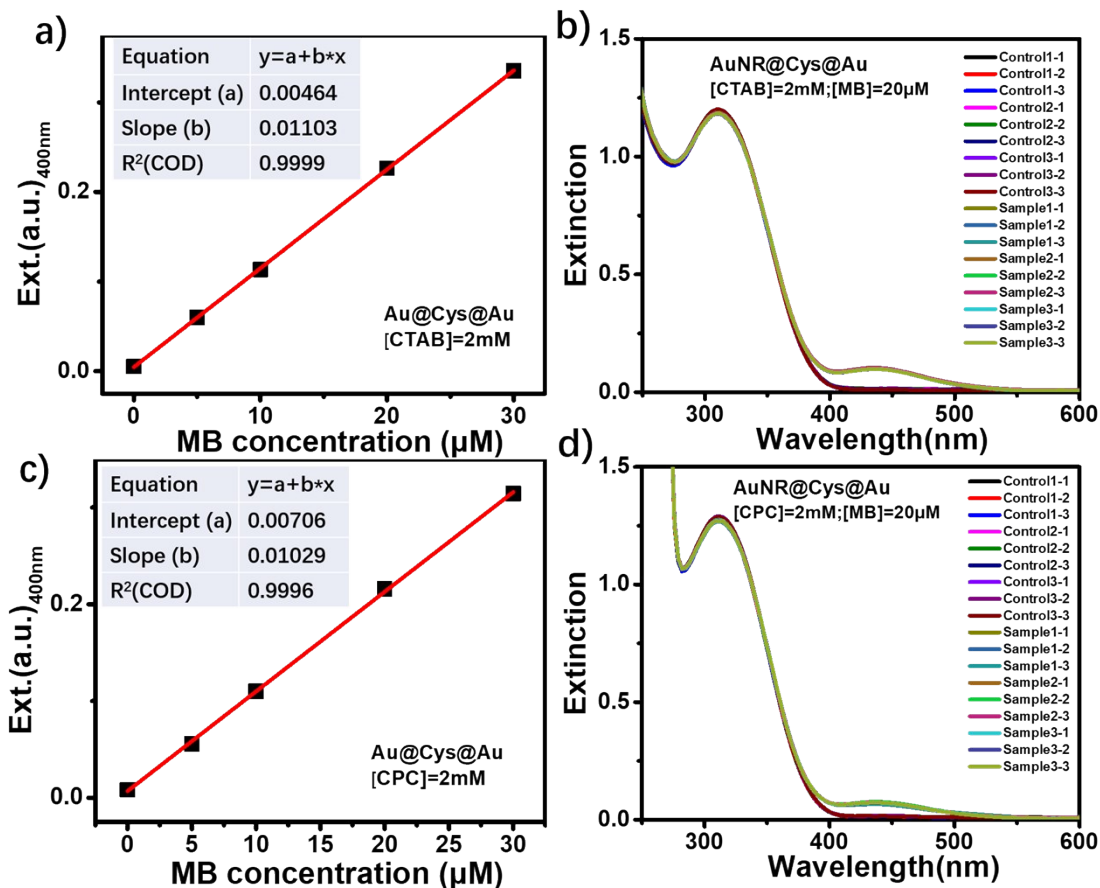 a)
Equation y=a+b*x
Intercept (a) 0.00464
Slope (b) 0.01103
R²(COD) 0.9999
Ext.(a.u.)400nm
0.2
0.0
Au@Cys@Au
[CTAB]=2mM
0 10 20 30
MB concentration (μM)
b)
AuNR@Cys@Au
[CTAB]=2mM;[MB]=20μM
Extinction
1.5
1.0
0.5
0.0
Control1-1
Control1-2
Control1-3
Control2-1
Control2-2
Control2-3
Control3-1
Control3-2
Control3-3
Sample1-1
Sample1-2
Sample1-3
Sample2-1
Sample2-2
Sample2-3
Sample3-1
Sample3-2
Sample3-3
300 400 500 600
Wavelength(nm)
c)
Equation y=a+b*x
Intercept (a) 0.00706
Slope (b) 0.01029
R²(COD) 0.9996
Ext.(a.u.)400nm
0.2
0.0
Au@Cys@Au
[CPC]=2mM
0 5 10 15 20 25 30
MB concentration (μM)
d)
AuNR@Cys@Au
[CPC]=2mM;[MB]=20μM
Extinction
1.5
1.0
0.5
0.0
Control1-1
Control1-2
Control1-3
Control2-1
Control2-2
Control2-3
Control3-1
Control3-2
Control3-3
Sample1-1
Sample1-2
Sample1-3
Sample2-1
Sample2-2
Sample2-3
Sample3-1
Sample3-2
Sample3-3
300 400 500 600
Wavelength(nm)